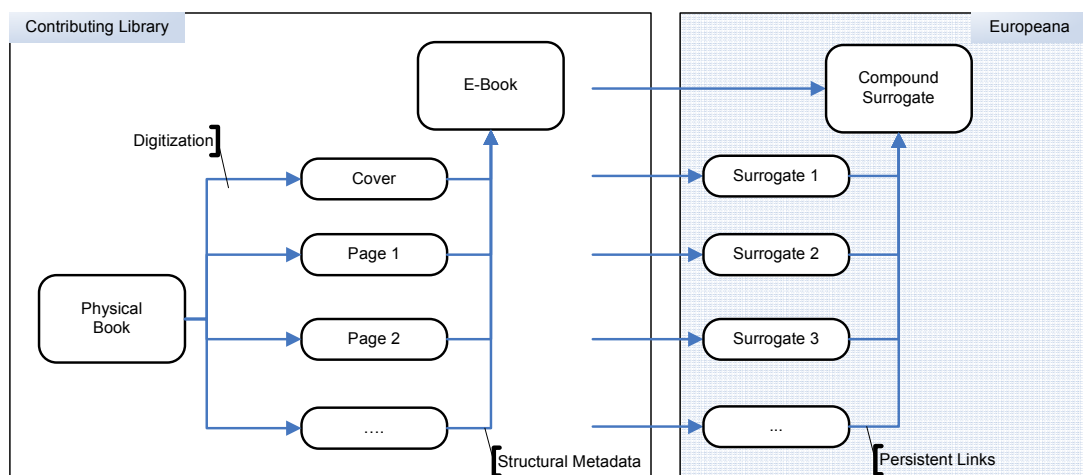 Contributing Library
Europeana
E-Book
Compound
Surrogate
Digitization
Cover
Surrogate 1
Page 1
Surrogate 2
Physical
Book
Page 2
Surrogate 3
....
...
Structural Metadata
Persistent Links